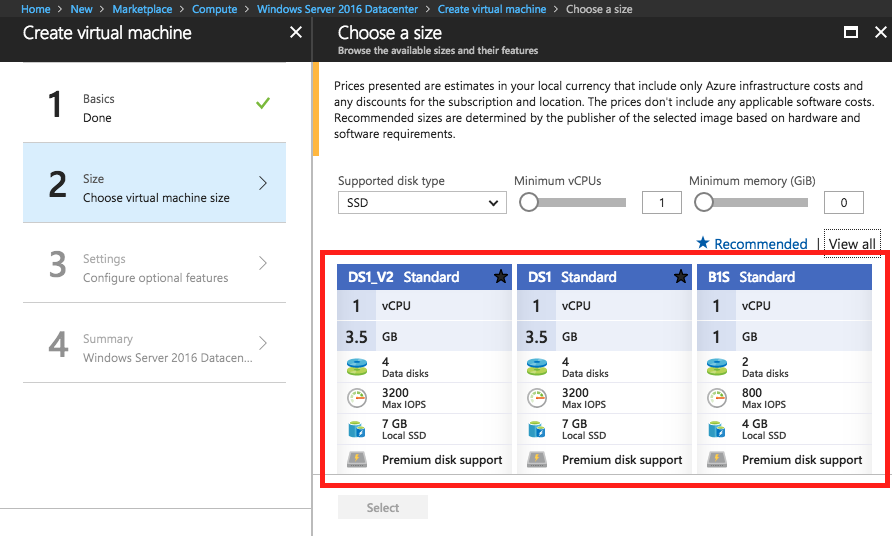 Home > New > Marketplace > Compute > Windows Server 2016 Datacenter > Create virtual machine > Choose a size
Create virtual machine
1
Basics
Done
2
Size
Choose virtual machine size
3
Settings
Configure optional features
4
Summary
Windows Server 2016 Datacen...
Choose a size
Browse the available sizes and their features
Prices presented are estimates in your local currency that include only Azure infrastructure costs and
any discounts for the subscription and location. The prices don't include any applicable software costs.
Recommended sizes are determined by the publisher of the selected image based on hardware and
software requirements.
Supported disk type
SSD
Minimum vCPUs
1
Minimum memory (GiB)
0
Recommended | View all
DS1_V2 Standard
1 vCPU
3.5 GB
4
Data disks
3200
Max IOPS
7 GB
Local SSD
Premium disk support
DS1 Standard
1 vCPU
3.5 GB
4
Data disks
3200
Max IOPS
7 GB
Local SSD
Premium disk support
B1S Standard
1 vCPU
1 GB
2
Data disks
800
Max IOPS
4 GB
Local SSD
Premium disk support
Select